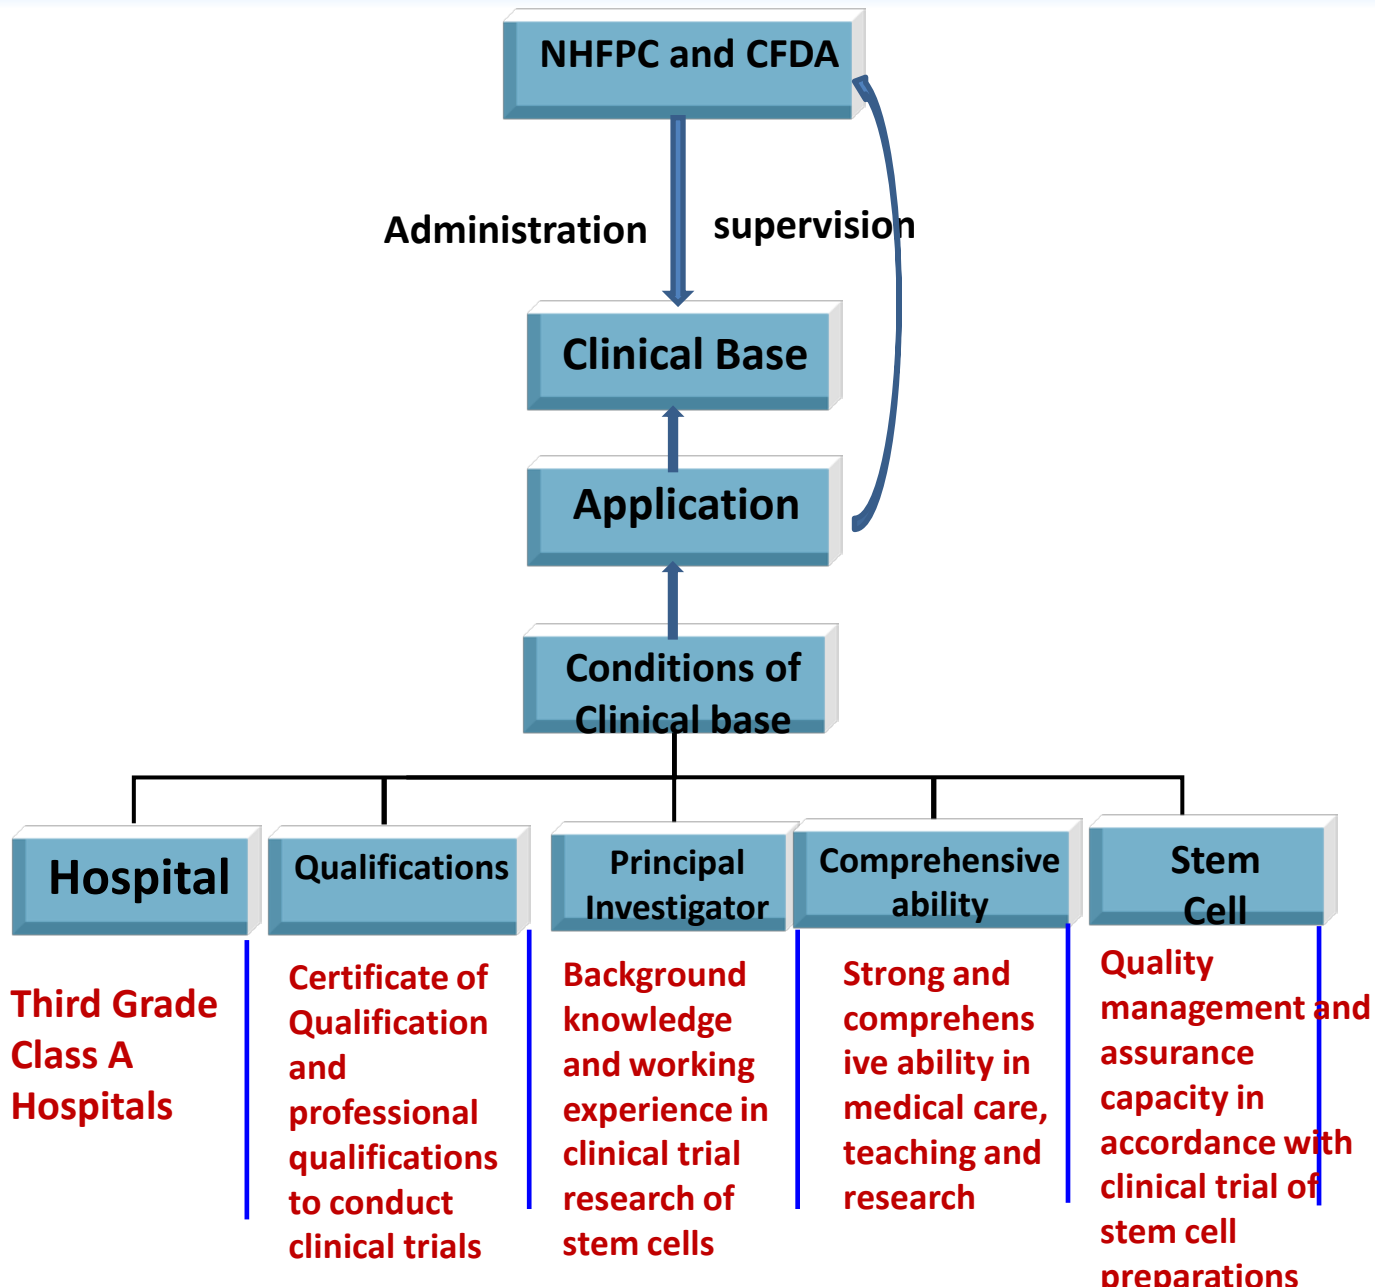 NHFPC and CFDA
Administration
supervision
Clinical Base
Application
Conditions of
Clinical base
Hospital
Third Grade
Class A
Hospitals
Qualifications
Certificate of
Qualification
and
professional
qualifications
to conduct
clinical trials
Principal
Investigator
Background
knowledge
and working
experience in
clinical trial
research of
stem cells
Comprehensive
ability
Strong and
comprehens
ive ability in
medical care,
teaching and
research
Stem
Cell
Quality
management and
assurance
capacity in
accordance with
clinical trial of
stem cell
preparations